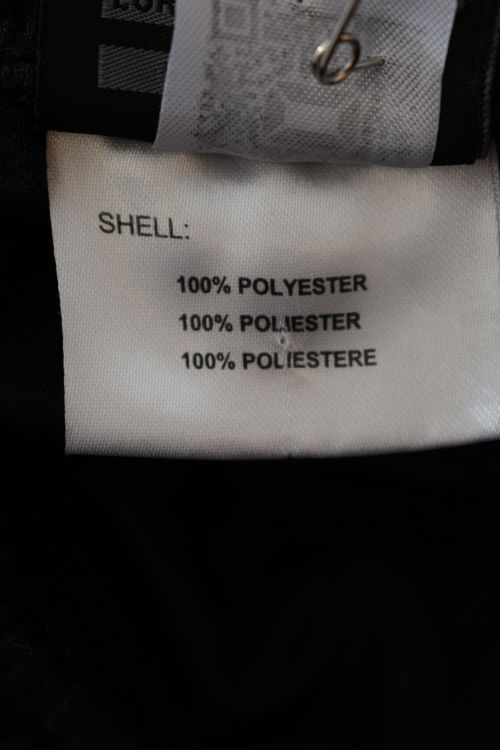 SHELL:
100% POLYESTER
100% POLIESTER
100% POLIESTERE